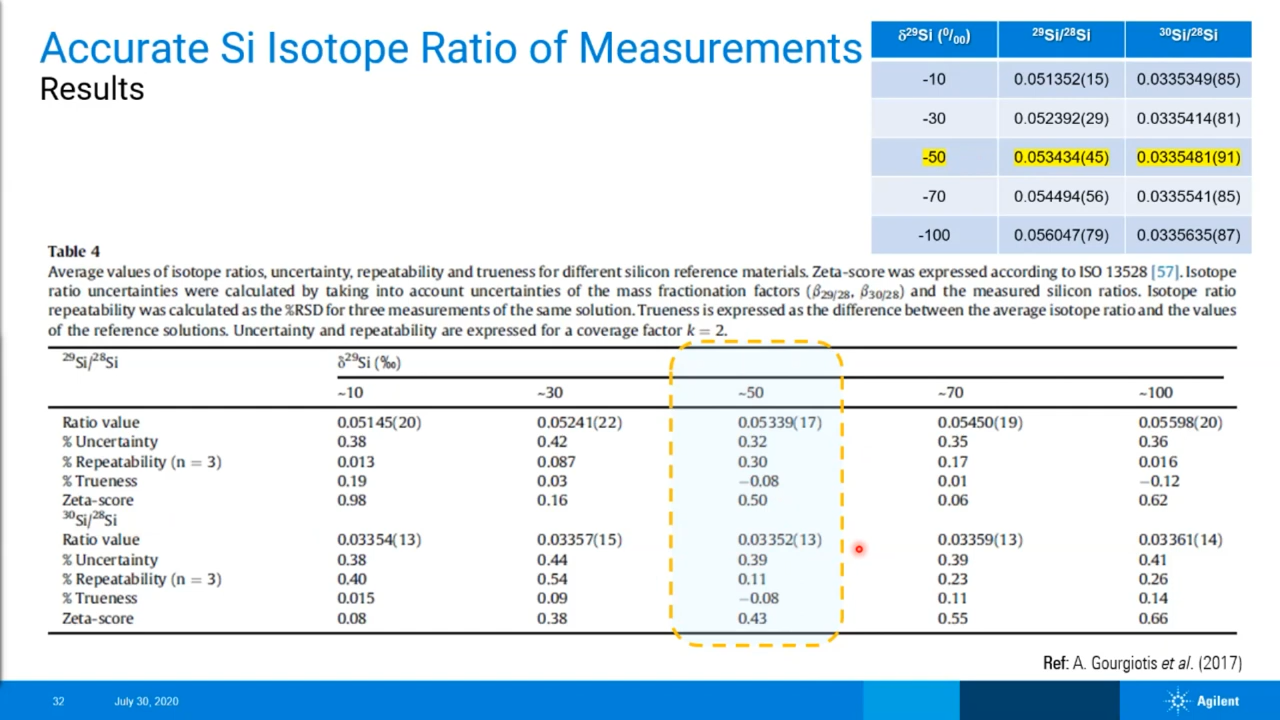 Accurate Si Isotope Ratio of Measurements
Results
δ²⁹Si (⁰/₀₀) ²⁹Si/²⁸Si ³⁰Si/²⁸Si
-10 0.051352(15) 0.0335349(85)
-30 0.052392(29) 0.0335414(81)
-50 0.053434(45) 0.0335481(91)
-70 0.054494(56) 0.0335541(85)
-100 0.056047(79) 0.0335635(87)
Table 4
Average values of isotope ratios, uncertainty, repeatability and trueness for different silicon reference materials. Zeta-score was expressed according to ISO 13528 [57]. Isotope
ratio uncertainties were calculated by taking into account uncertainties of the mass fractionation factors (β₂₉/₂₈, β₃₀/₂₈) and the measured silicon ratios. Isotope ratio
repeatability was calculated as the %RSD for three measurements of the same solution. Trueness is expressed as the difference between the average isotope ratio and the values
of the reference solutions. Uncertainty and repeatability are expressed for a coverage factor k = 2.
²⁹Si/²⁸Si δ²⁹Si (‰)
~10 ~30 ~50 ~70 ~100
Ratio value 0.05145(20) 0.05241(22) 0.05339(17) 0.05450(19) 0.05598(20)
% Uncertainty 0.38 0.42 0.32 0.35 0.36
% Repeatability (n = 3) 0.013 0.087 0.30 0.17 0.016
% Trueness 0.19 0.03 −0.08 0.01 −0.12
Zeta-score 0.98 0.16 0.50 0.06 0.62
³⁰Si/²⁸Si
Ratio value 0.03354(13) 0.03357(15) 0.03352(13) 0.03359(13) 0.03361(14)
% Uncertainty 0.38 0.44 0.39 0.39 0.41
% Repeatability (n = 3) 0.40 0.54 0.11 0.23 0.26
% Trueness 0.015 0.09 −0.08 0.11 0.14
Zeta-score 0.08 0.38 0.43 0.55 0.66
Ref: A. Gourgiotis et al. (2017)
32 July 30, 2020 Agilent